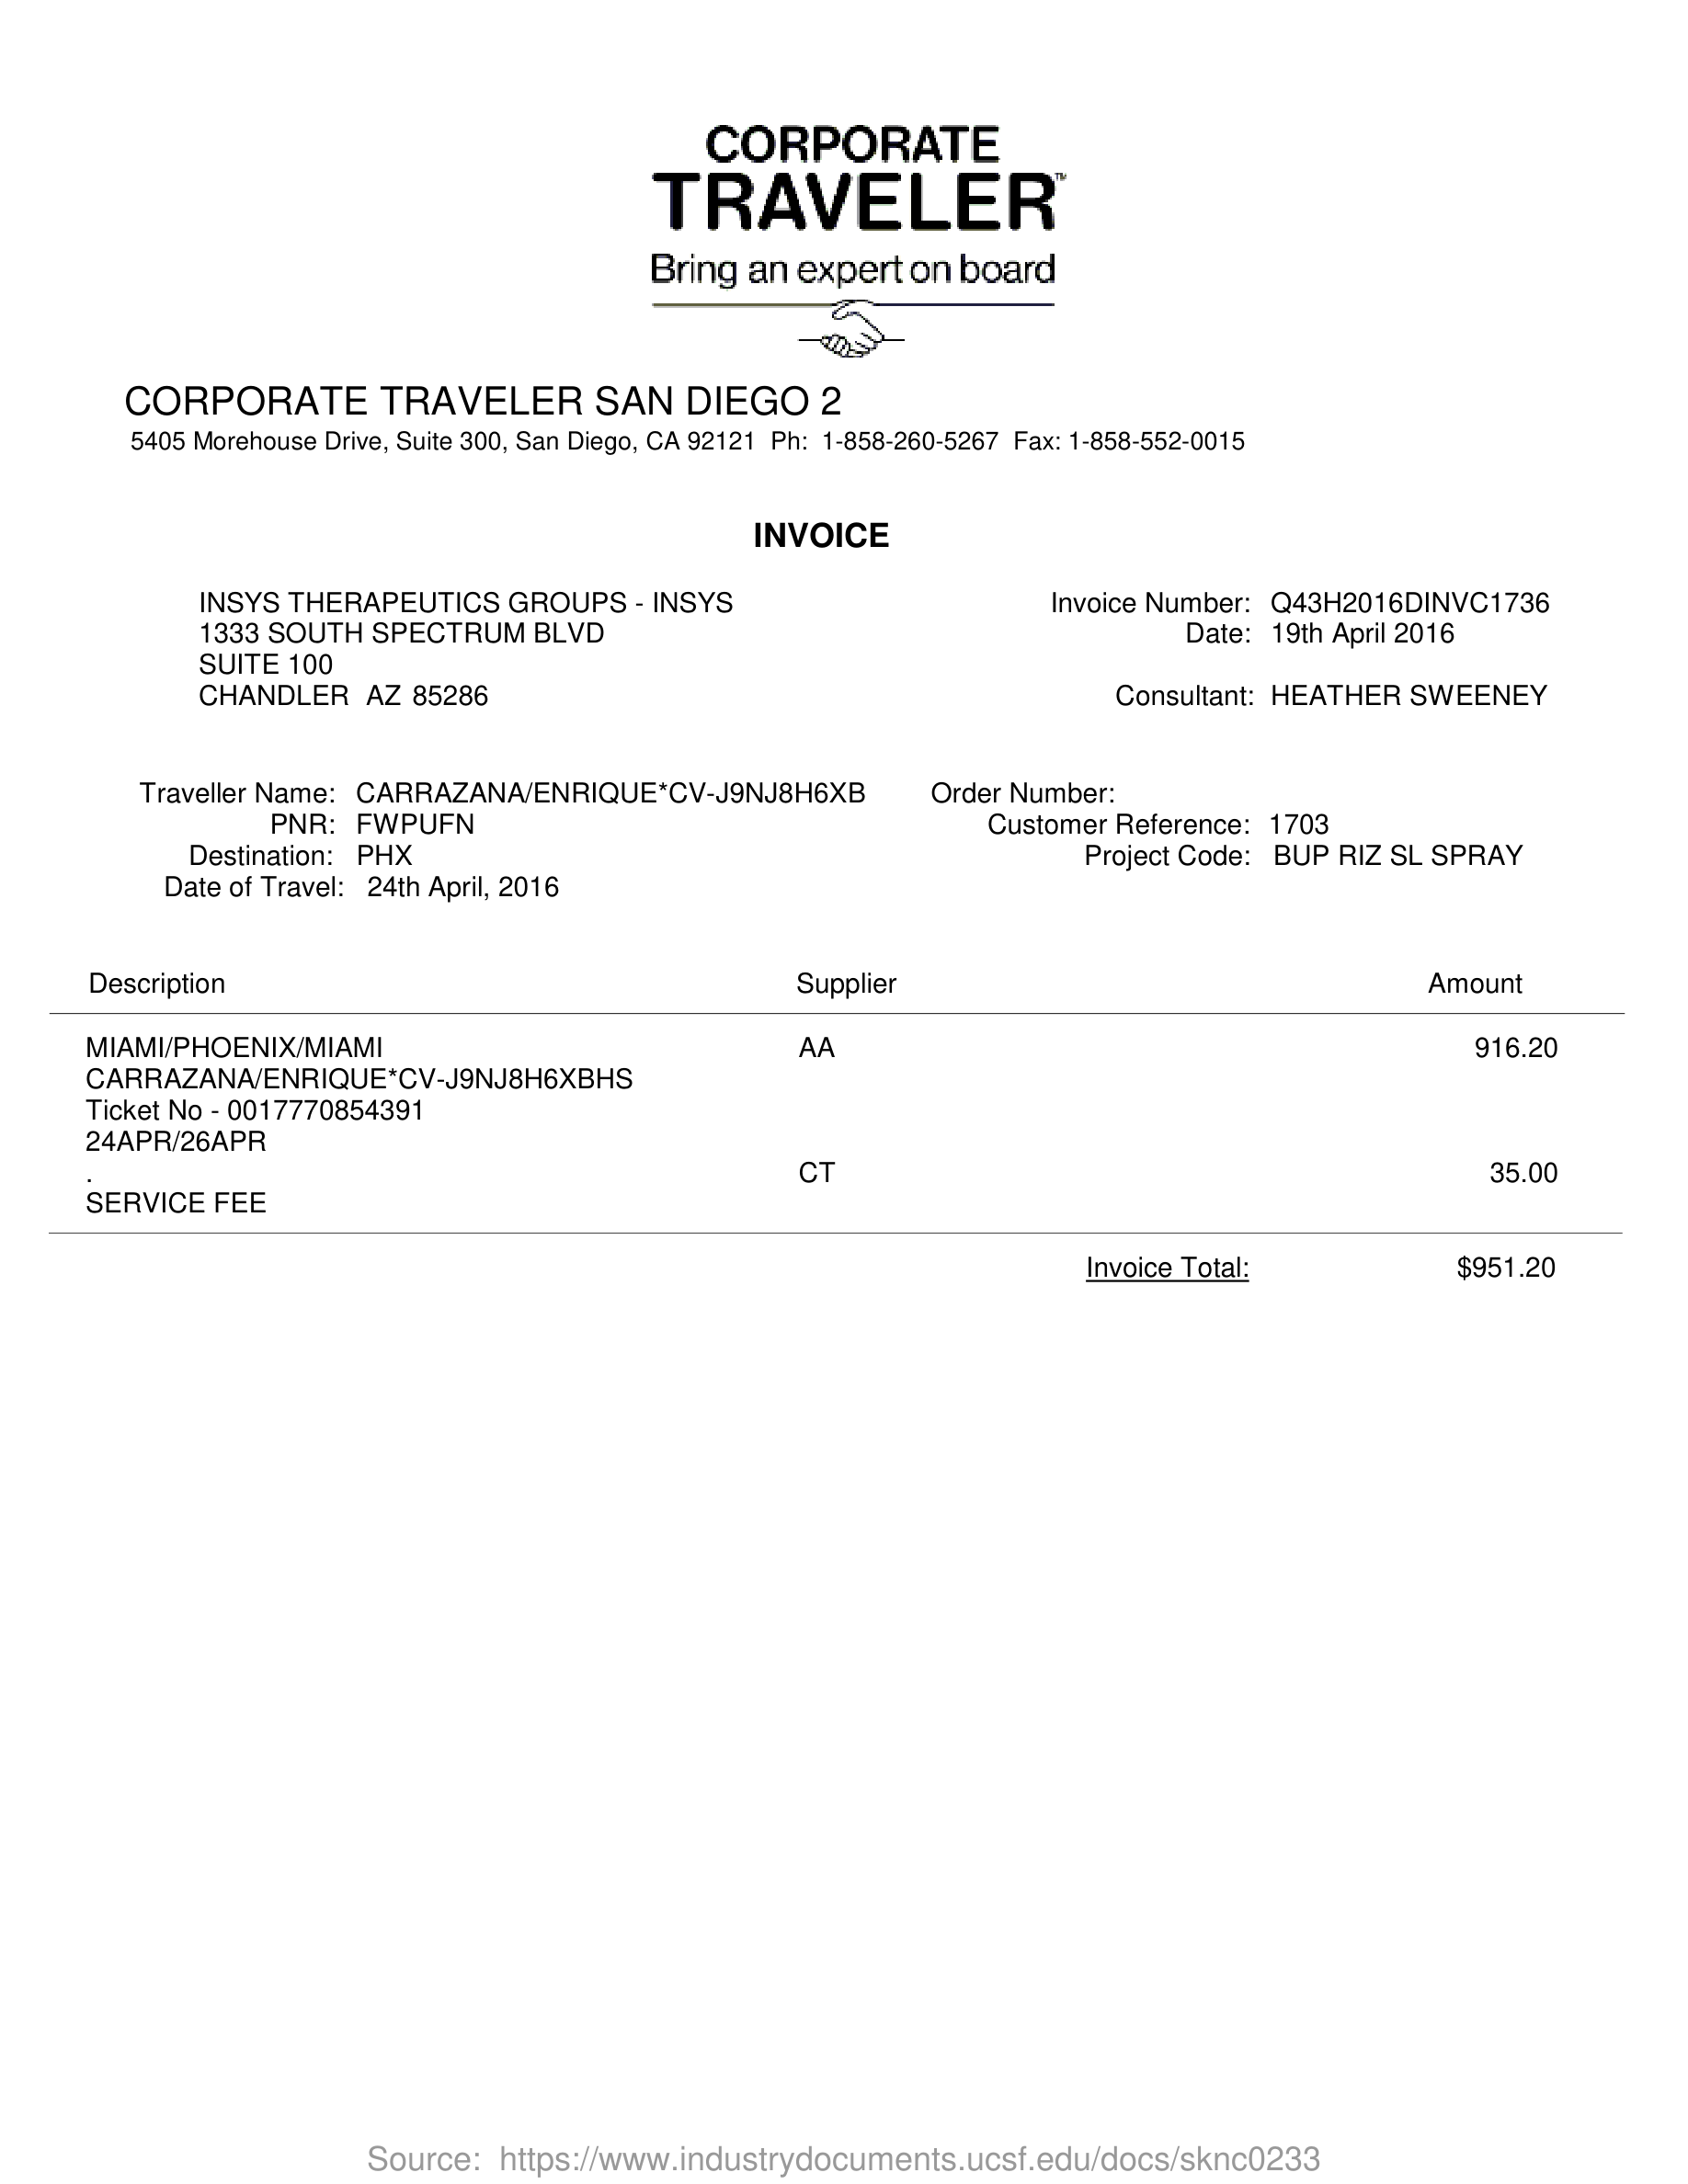 CORPORATE
TRAVELER™
Bring an expert on board
CORPORATE TRAVELER SAN DIEGO 2
5405 Morehouse Drive, Suite 300, San Diego, CA 92121 Ph: 1-858-260-5267 Fax: 1-858-552-0015
INVOICE
INSYS THERAPEUTICS GROUPS - INSYS
1333 SOUTH SPECTRUM BLVD
SUITE 100
CHANDLER AZ 85286
Invoice Number: Q43H2016DINVC1736
Date: 19th April 2016
Consultant: HEATHER SWEENEY
Traveller Name: CARRAZANA/ENRIQUE*CV-J9NJ8H6XB
PNR: FWPUFN
Destination: PHX
Date of Travel: 24th April, 2016
Order Number:
Customer Reference: 1703
Project Code: BUP RIZ SL SPRAY
Description Supplier Amount
MIAMI/PHOENIX/MIAMI AA 916.20
CARRAZANA/ENRIQUE*CV-J9NJ8H6XBHS
Ticket No - 0017770854391
24APR/26APR
. CT 35.00
SERVICE FEE
Invoice Total: $951.20
Source: https://www.industrydocuments.ucsf.edu/docs/sknc0233